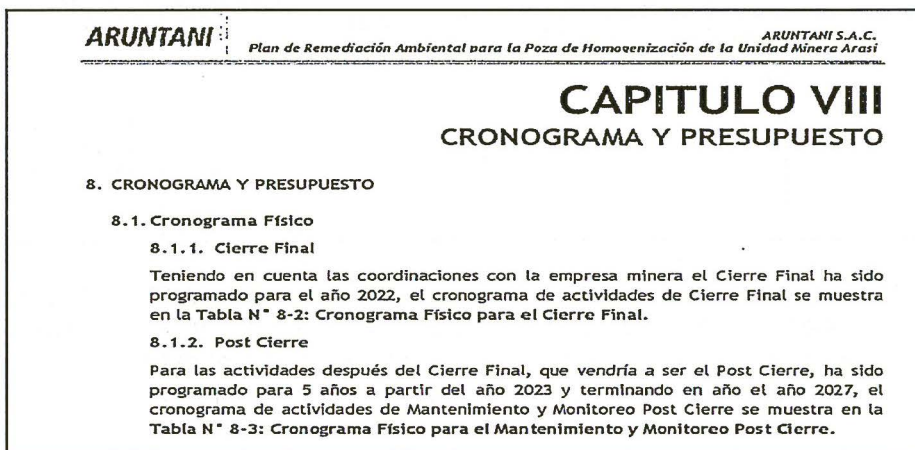 ARUNTANI
ARUNTANI S.A.C.
Plan de Remediación Ambiental para la Poza de Homogenización de la Unidad Minera Arasi
CAPITULO VIII
CRONOGRAMA Y PRESUPUESTO
8. CRONOGRAMA Y PRESUPUESTO
8.1. Cronograma Físico
8.1.1. Cierre Final
Teniendo en cuenta las coordinaciones con la empresa minera el Cierre Final ha sido
programado para el año 2022, el cronograma de actividades de Cierre Final se muestra
en la Tabla N° 8-2: Cronograma Físico para el Cierre Final.
8.1.2. Post Cierre
Para las actividades después del Cierre Final, que vendría a ser el Post Cierre, ha sido
programado para 5 años a partir del año 2023 y terminando en año el año 2027, el
cronograma de actividades de Mantenimiento y Monitoreo Post Cierre se muestra en la
Tabla N° 8-3: Cronograma Físico para el Mantenimiento y Monitoreo Post Cierre.